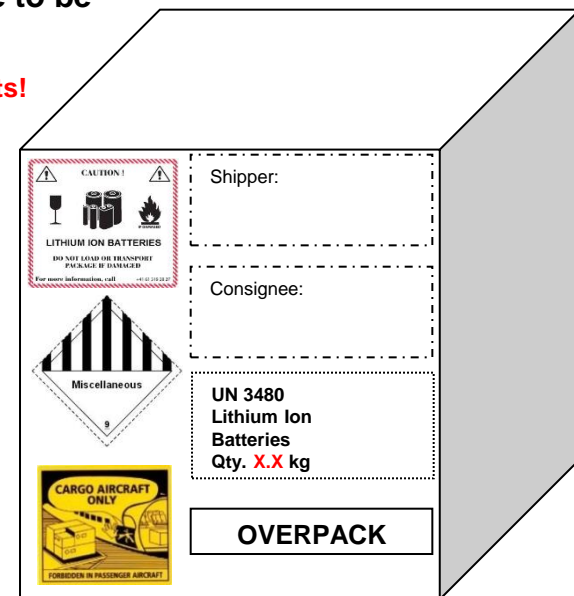 e to be
ts!
CAUTION !
LITHIUM ION BATTERIES
DO NOT LOAD OR TRANSPORT
PACKAGE IF DAMAGED
For more information, call
Miscellaneous
9
CARGO AIRCRAFT
ONLY
FORBIDDEN IN PASSENGER AIRCRAFT
Shipper:
Consignee:
UN 3480
Lithium Ion
Batteries
Qty. X.X kg
OVERPACK